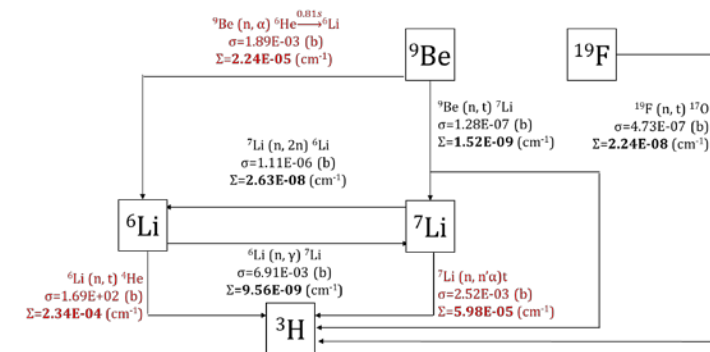 ⁹Be (n, α) ⁶He —0.81s→ ⁶Li
σ=1.89E-03 (b)
Σ=2.24E-05 (cm⁻¹)
⁹Be
¹⁹F
⁹Be (n, t) ⁷Li
σ=1.28E-07 (b)
Σ=1.52E-09 (cm⁻¹)
¹⁹F (n, t) ¹⁷O
σ=4.73E-07 (b)
Σ=2.24E-08 (cm⁻¹)
⁷Li (n, 2n) ⁶Li
σ=1.11E-06 (b)
Σ=2.63E-08 (cm⁻¹)
⁶Li
⁷Li
⁶Li (n, γ) ⁷Li
σ=6.91E-03 (b)
Σ=9.56E-09 (cm⁻¹)
⁶Li (n, t) ⁴He
σ=1.69E+02 (b)
Σ=2.34E-04 (cm⁻¹)
⁷Li (n, n'α)t
σ=2.52E-03 (b)
Σ=5.98E-05 (cm⁻¹)
³H